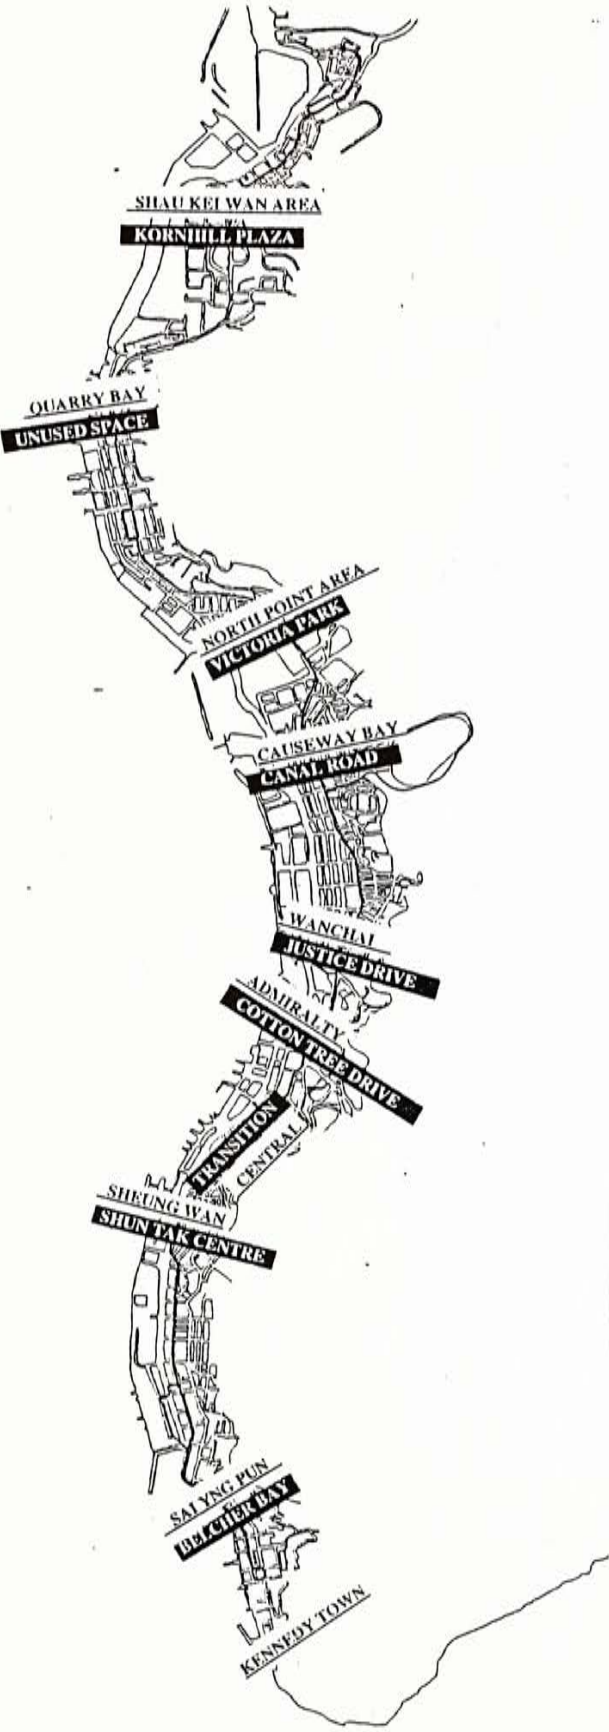 SHAU KEI WAN AREA
KORNHILL PLAZA
QUARRY BAY
UNUSED SPACE
NORTH POINT AREA
VICTORIA PARK
CAUSEWAY BAY
CANAL ROAD
WANCHAI
JUSTICE DRIVE
ADMIRALTY
COTTON TREE DRIVE
TRANSITION
CENTRAL
SHEUNG WAN
SHUN TAK CENTRE
SAI YNG PUN
BELCHER BAY
KENNEDY TOWN